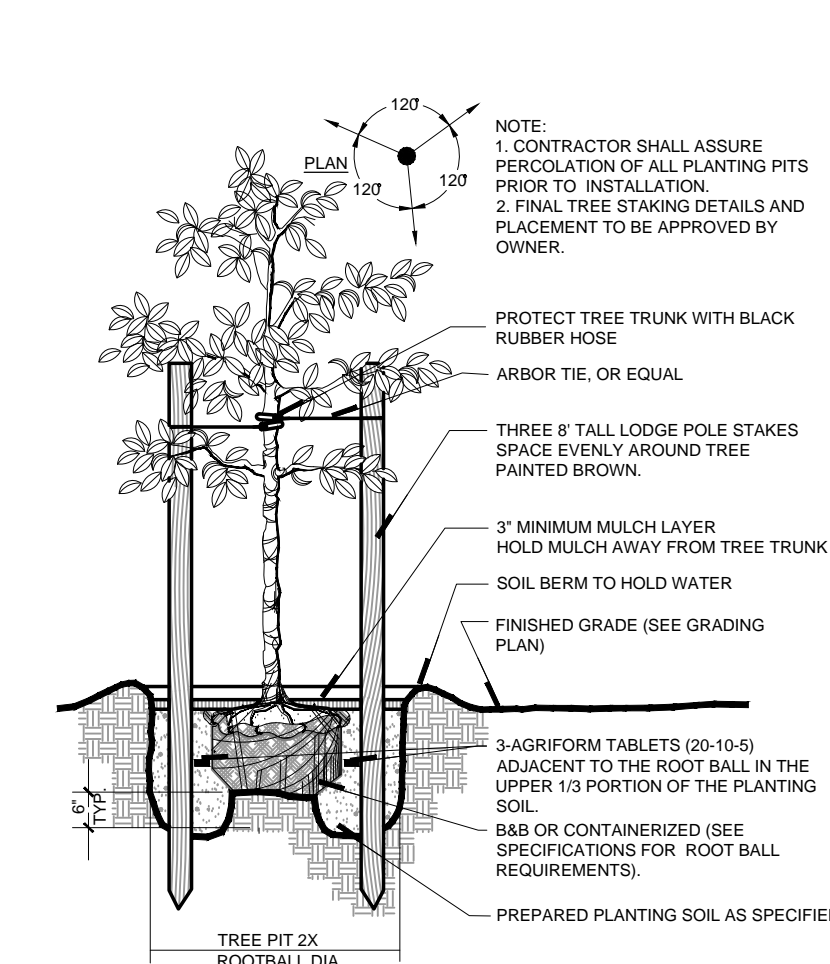 120°
PLAN
120°
120°
NOTE:
1. CONTRACTOR SHALL ASSURE
PERCOLATION OF ALL PLANTING PITS
PRIOR TO INSTALLATION.
2. FINAL TREE STAKING DETAILS AND
PLACEMENT TO BE APPROVED BY
OWNER.
PROTECT TREE TRUNK WITH BLACK
RUBBER HOSE
ARBOR TIE, OR EQUAL
THREE 8' TALL LODGE POLE STAKES
SPACE EVENLY AROUND TREE
PAINTED BROWN.
3" MINIMUM MULCH LAYER
HOLD MULCH AWAY FROM TREE TRUNK
SOIL BERM TO HOLD WATER
FINISHED GRADE (SEE GRADING
PLAN)
3-AGRIFORM TABLETS (20-10-5)
ADJACENT TO THE ROOT BALL IN THE
UPPER 1/3 PORTION OF THE PLANTING
SOIL.
B&B OR CONTAINERIZED (SEE
SPECIFICATIONS FOR ROOT BALL
REQUIREMENTS).
PREPARED PLANTING SOIL AS SPECIFIE
6"
TYP.
TREE PIT 2X
ROOTBALL DIA